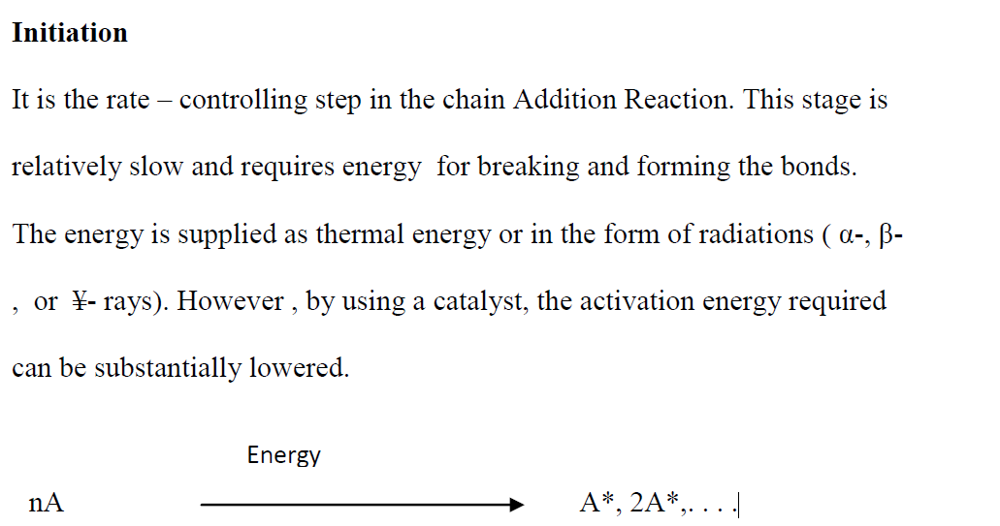 Initiation
It is the rate – controlling step in the chain Addition Reaction. This stage is
relatively slow and requires energy  for breaking and forming the bonds.
The energy is supplied as thermal energy or in the form of radiations ( α-, β-
,  or  ¥- rays). However , by using a catalyst, the activation energy required
can be substantially lowered.
Energy
nA A*, 2A*,. . . .